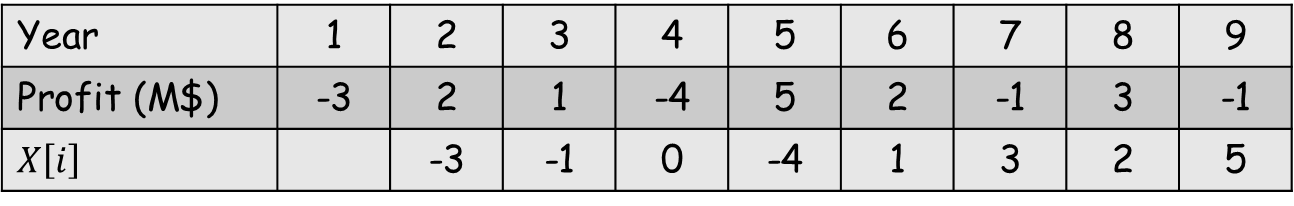 Year 1 2 3 4 5 6 7 8 9
Profit (M$) -3 2 1 -4 5 2 -1 3 -1
X[i] -3 -1 0 -4 1 3 2 5